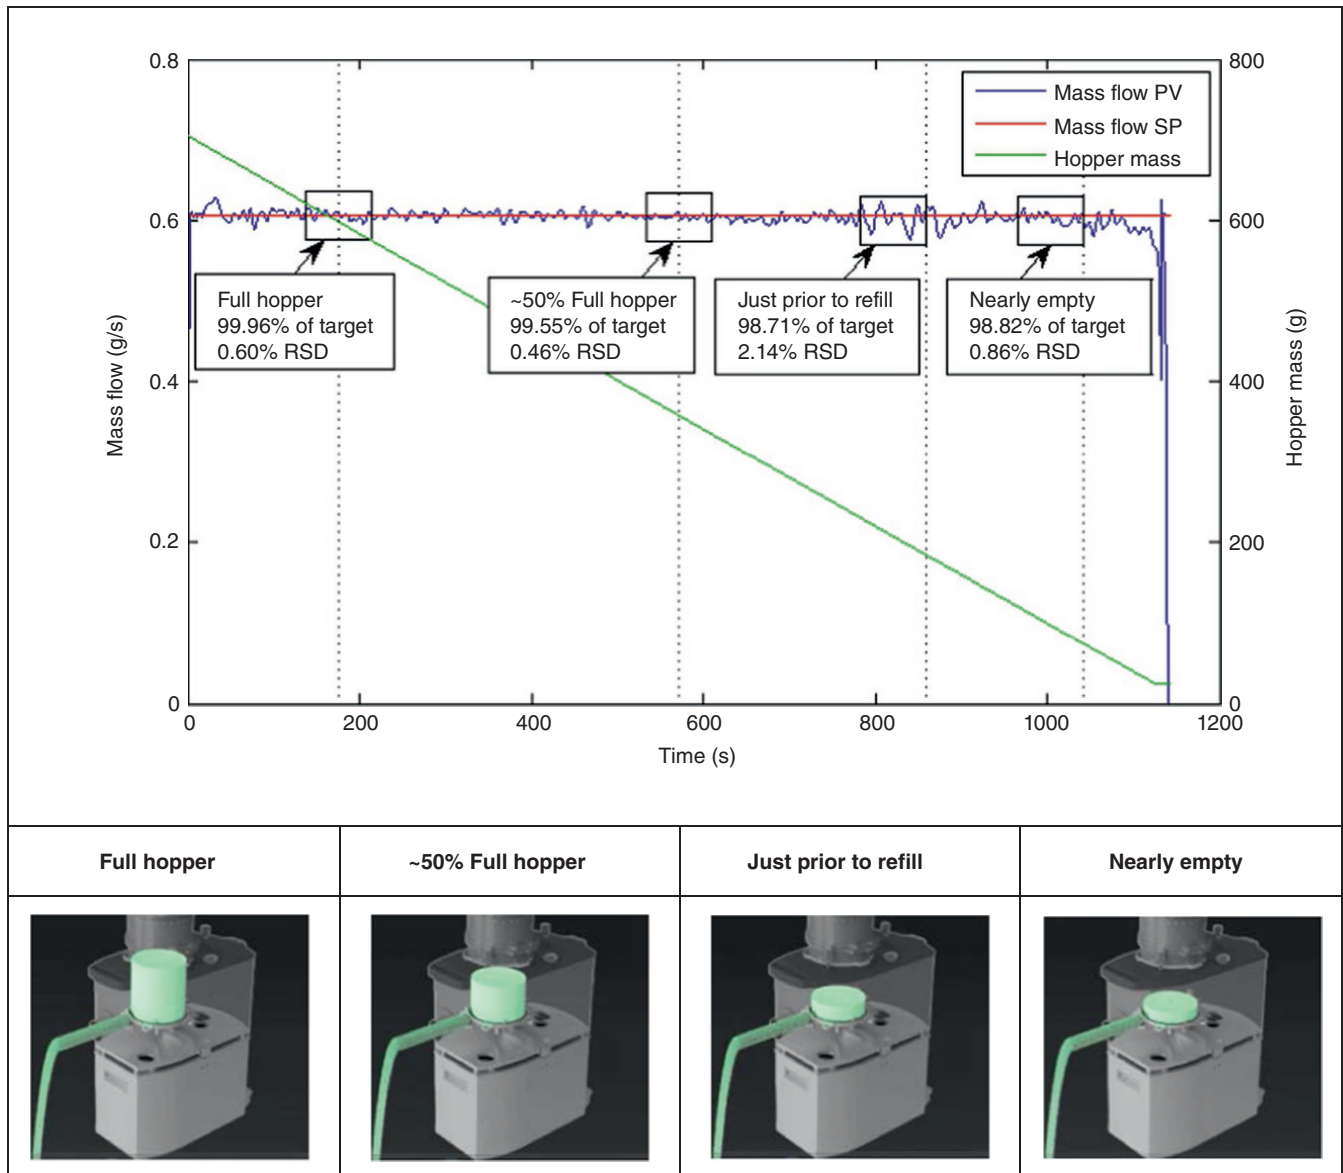 0.8
0.6
0.4
0.2
0
Mass flow (g/s)
800
600
400
200
0
Hopper mass (g)
Mass flow PV
Mass flow SP
Hopper mass
Full hopper
99.96% of target
0.60% RSD
~50% Full hopper
99.55% of target
0.46% RSD
Just prior to refill
98.71% of target
2.14% RSD
Nearly empty
98.82% of target
0.86% RSD
0 200 400 600 800 1000 1200
Time (s)
Full hopper
~50% Full hopper
Just prior to refill
Nearly empty